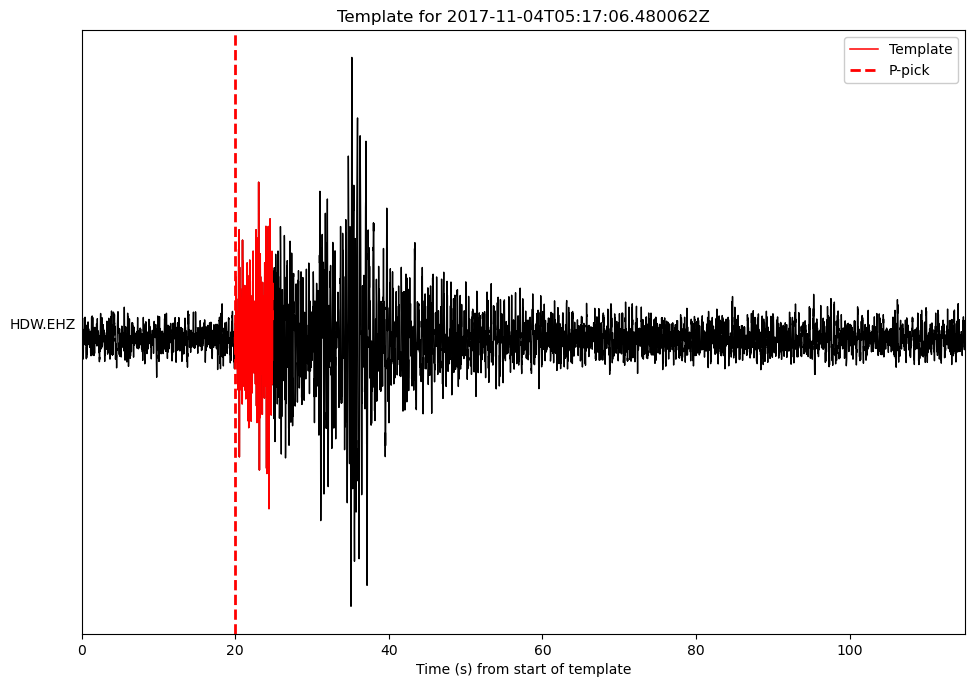 Template for 2017-11-04T05:17:06.480062Z
Template
P-pick
HDW.EHZ
0 20 40 60 80 100
Time (s) from start of template